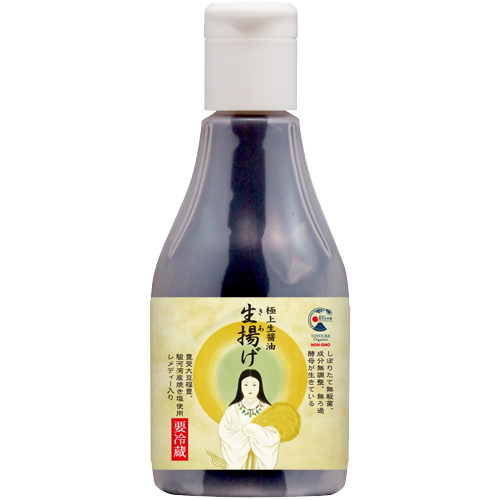 極上生醤油
きあ
生揚げ
TOYOUKE
Organics
NON GMO
しぼりたて無殺菌、
成分無調整、無ろ過
酵母が生きている
豊受大豆福豊、
駿河湾産焼き塩使用
レメディー入り
要冷蔵